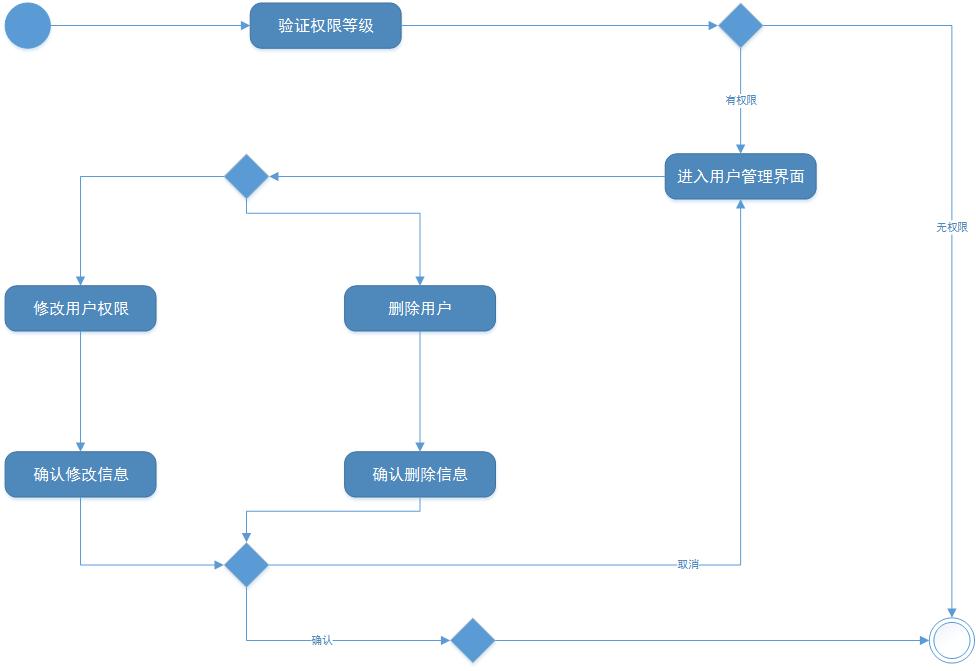 验证权限等级
有权限
进入用户管理界面
无权限
修改用户权限
删除用户
确认修改信息
确认删除信息
取消
确认